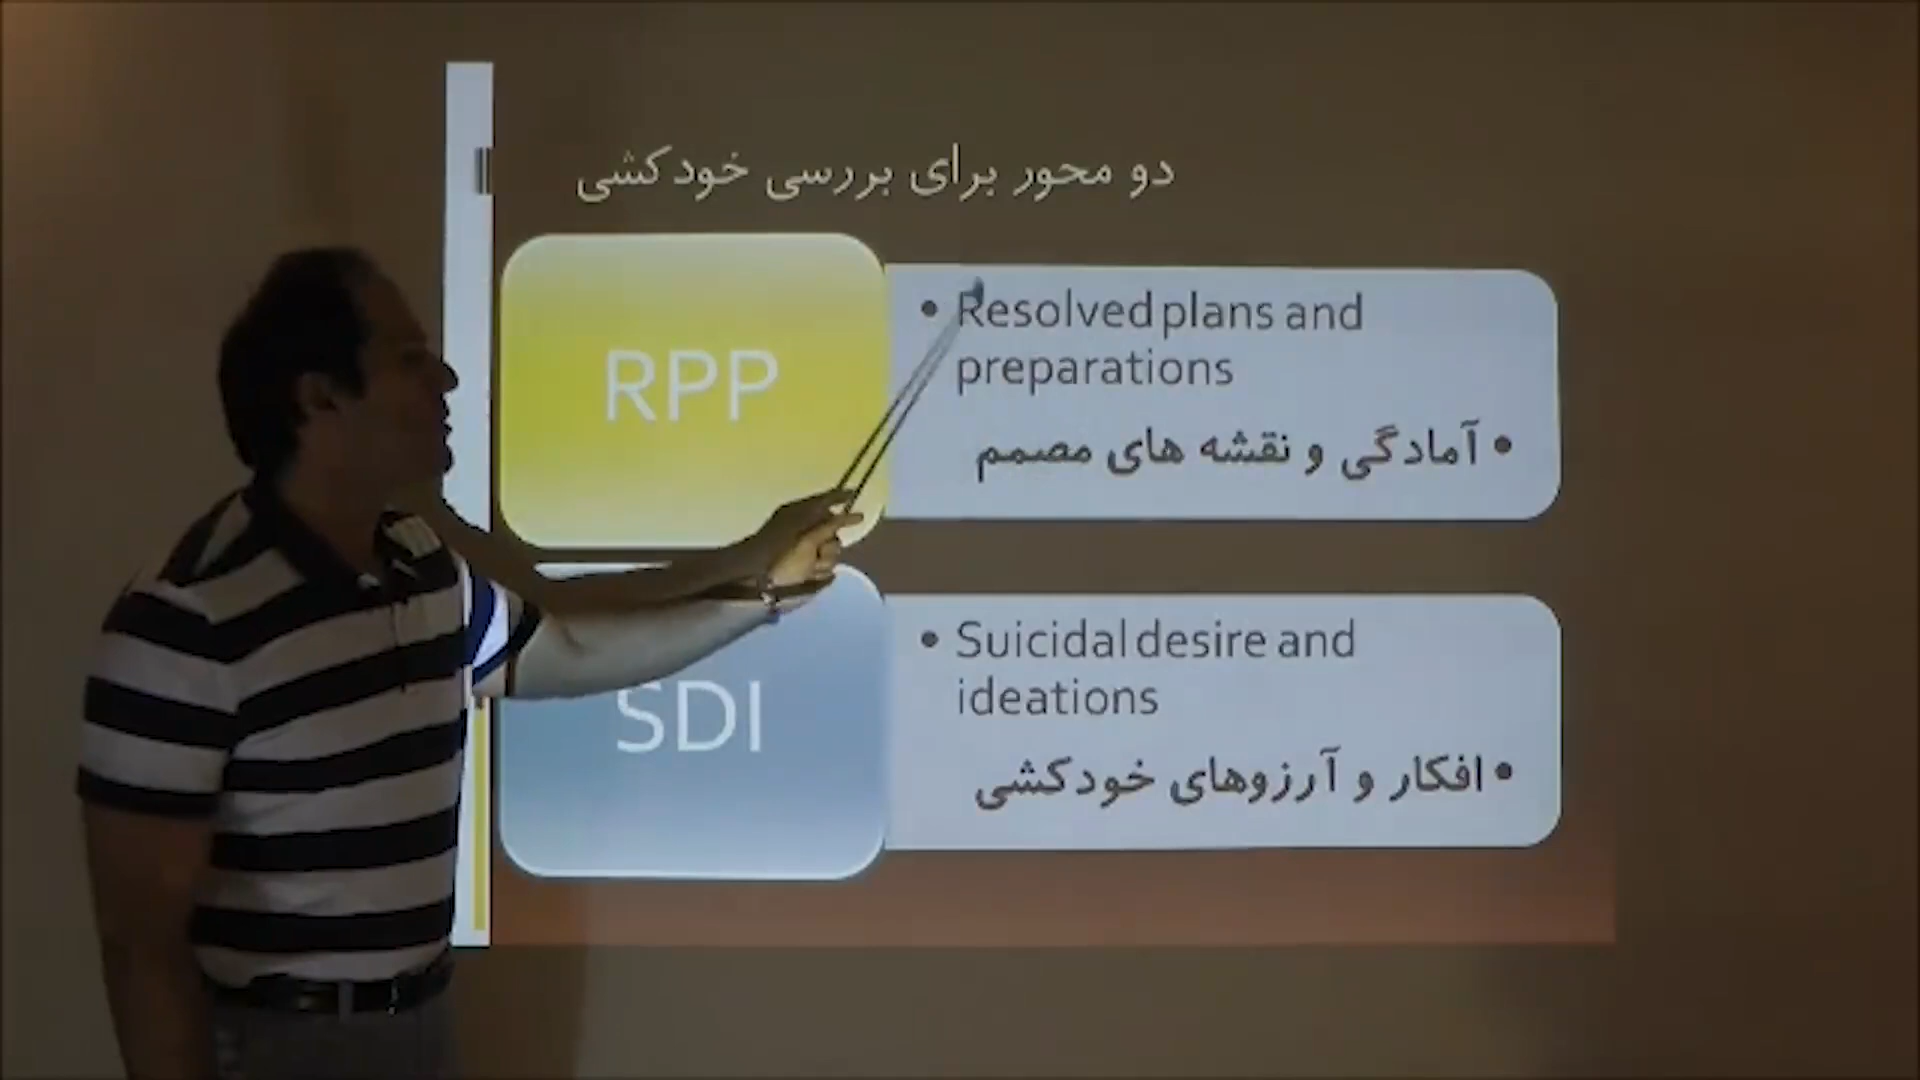 دو محور برای بررسی خودکشی
RPP
• Resolved plans and
preparations
• آمادگی و نقشه های مصمم
SDI
• Suicidal desire and
ideations
• افکار و آرزوهای خودکشی